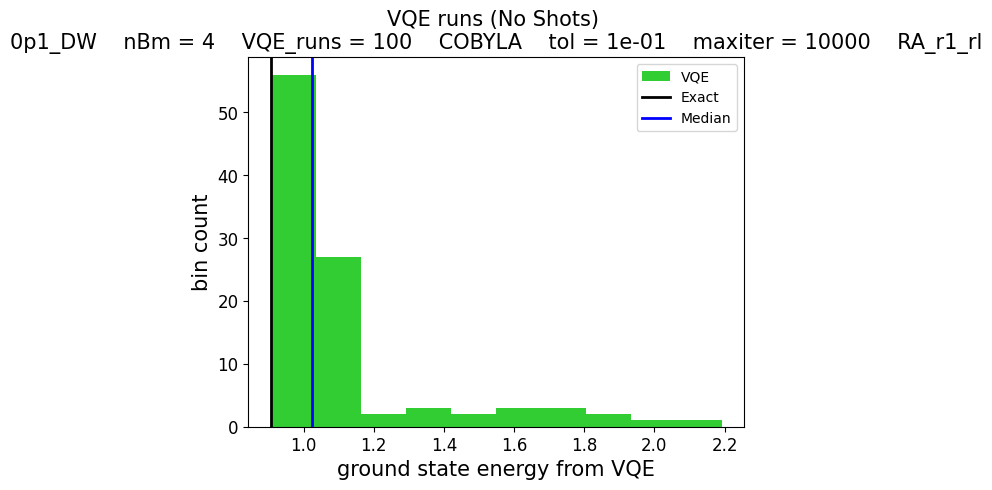 VQE runs (No Shots)
0p1_DW nBm = 4 VQE_runs = 100 COBYLA tol = 1e-01 maxiter = 10000 RA_r1_rl
VQE
Exact
Median
bin count
50
40
30
20
10
0
1.0 1.2 1.4 1.6 1.8 2.0 2.2
ground state energy from VQE